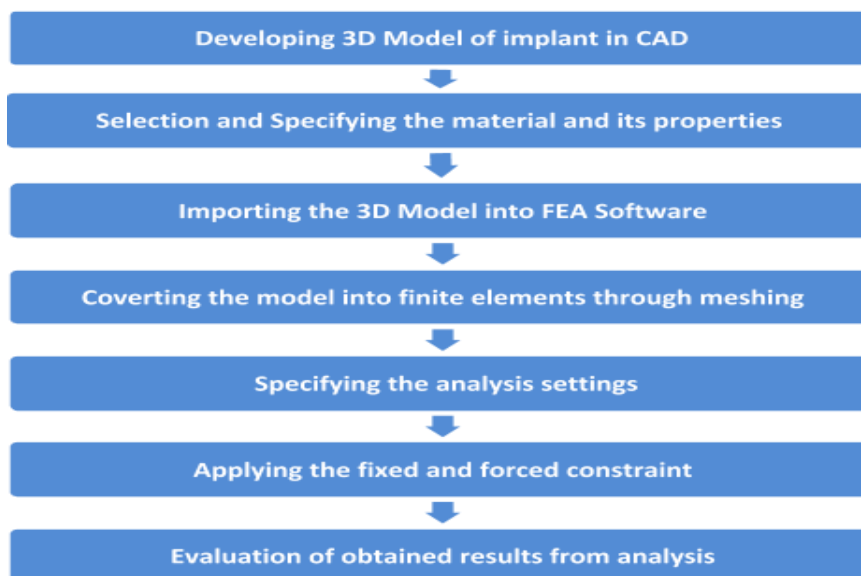 Developing 3D Model of implant in CAD
Selection and Specifying the material and its properties
Importing the 3D Model into FEA Software
Coverting the model into finite elements through meshing
Specifying the analysis settings
Applying the fixed and forced constraint
Evaluation of obtained results from analysis